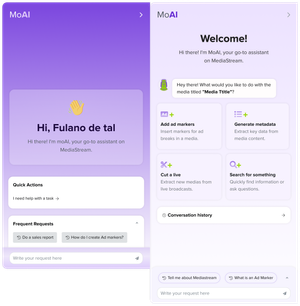 MoAI
Hi, Fulano de tal
Hi there! I'm moAI, your go-to assistant
on MediaStream.
Quick Actions
I need help with a task →
Frequent Requests
Do a sales report
How do I create Ad markers?
Write your request here
MoAI
Welcome!
Hi there! I'm MoAI, your go-to assistant
on MediaStream.
Hey there! What would you like to do with the
media titled "Media Title"?
Add ad markers
Insert markers for ad
breaks in a media.
Generate metadata
Extract key data from
media content.
Cut a live
Extract new medias from
live broadcasts.
Search for something
Quickly find information or
ask questions.
Conversation history
Tell me about Mediastream
What is an Ad Marker
Write your request here